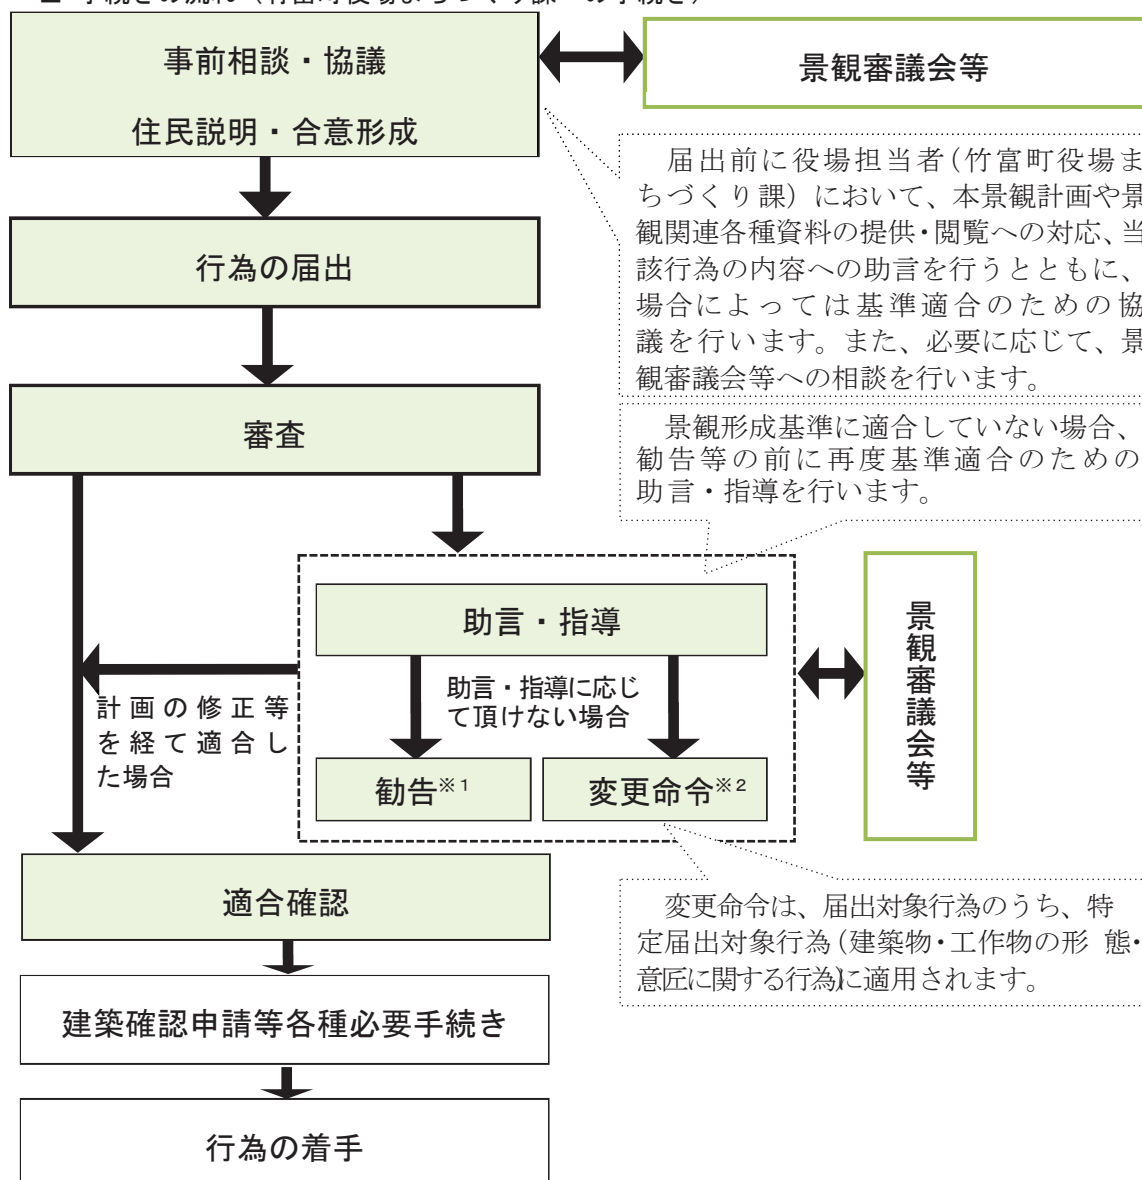 事前相談・協議
住民説明・合意形成
景観審議会等
届出前に役場担当者(竹富町役場ま
ちづくり課)において、本景観計画や景
観関連各種資料の提供・閲覧への対応、当
該行為の内容への助言を行うとともに、
場合によっては基準適合のための協
議を行います。また、必要に応じて、景
観審議会等への相談を行います。
行為の届出
審査
景観形成基準に適合していない場合、
勧告等の前に再度基準適合のための
助言・指導を行います。
助言・指導
助言・指導に応じ
て頂けない場合
計画の修正等
を経て適合し
た場合
勧告※1
変更命令※2
景観審議会等
適合確認
変更命令は、届出対象行為のうち、特
定届出対象行為(建築物・工作物の形 態・
意匠に関する行為)に適用されます。
建築確認申請等各種必要手続き
行為の着手